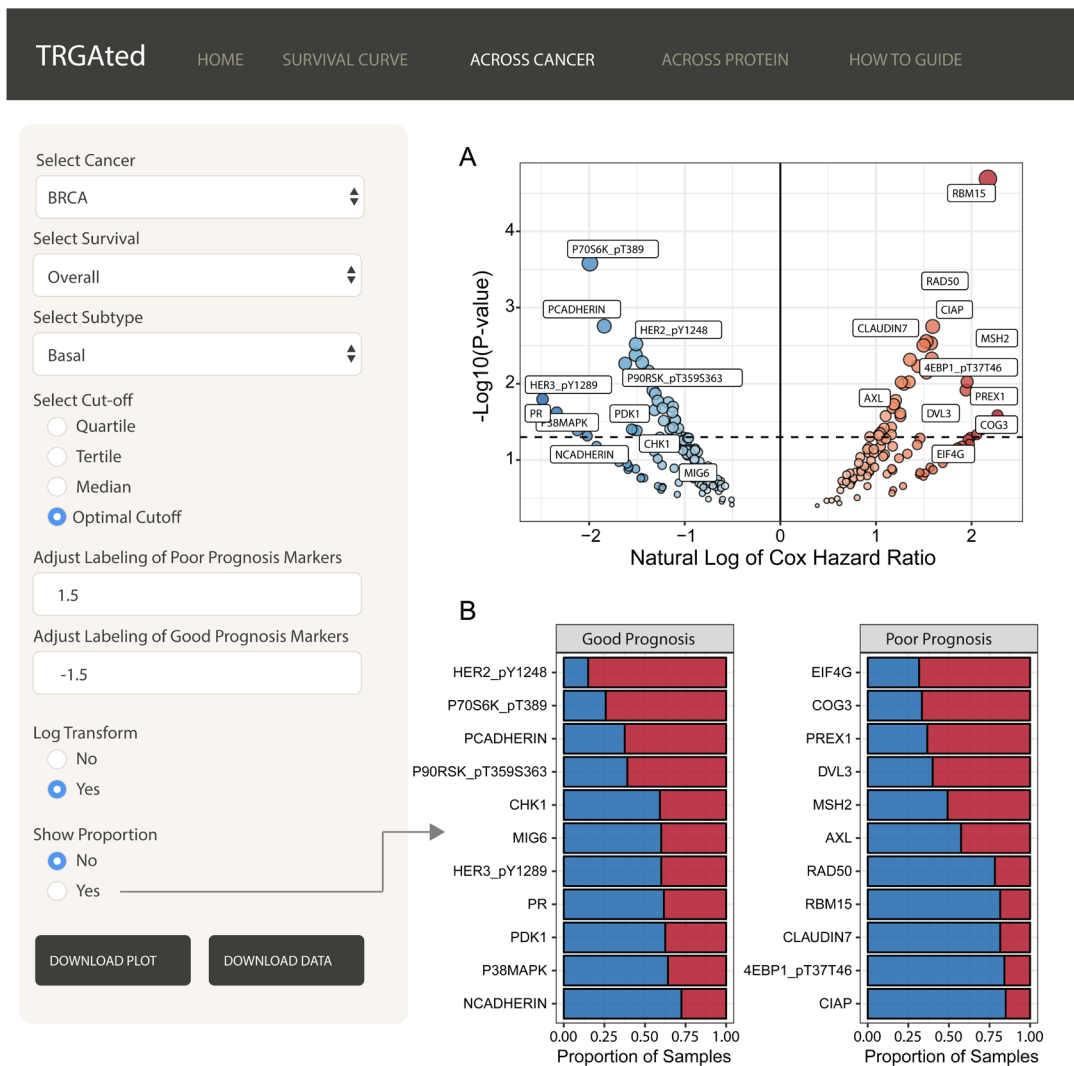 TRGAted HOME SURVIVAL CURVE ACROSS CANCER ACROSS PROTEIN HOW TO GUIDE
Select Cancer
BRCA
Select Survival
Overall
Select Subtype
Basal
Select Cut-off
Quartile
Tertile
Median
Optimal Cutoff
Adjust Labeling of Poor Prognosis Markers
1.5
Adjust Labeling of Good Prognosis Markers
-1.5
Log Transform
No
Yes
Show Proportion
No
Yes
DOWNLOAD PLOT DOWNLOAD DATA
A
-Log10(P-value)
4
3
2
1
RBM15
P70S6K_pT389
RAD50
PCADHERIN
CIAP
HER2_pY1248
CLAUDIN7
MSH2
4EBP1_pT37T46
P90RSK_pT359S363
HER3_pY1289
AXL
PREX1
PR
PDK1
DVL3
P38MAPK
COG3
CHK1
NCADHERIN
EIF4G
MIG6
−2 −1 0 1 2
Natural Log of Cox Hazard Ratio
B
Good Prognosis
HER2_pY1248
P70S6K_pT389
PCADHERIN
P90RSK_pT359S363
CHK1
MIG6
HER3_pY1289
PR
PDK1
P38MAPK
NCADHERIN
0.00 0.25 0.50 0.75 1.00
Proportion of Samples
Poor Prognosis
EIF4G
COG3
PREX1
DVL3
MSH2
AXL
RAD50
RBM15
CLAUDIN7
4EBP1_pT37T46
CIAP
0.00 0.25 0.50 0.75 1.00
Proportion of Samples